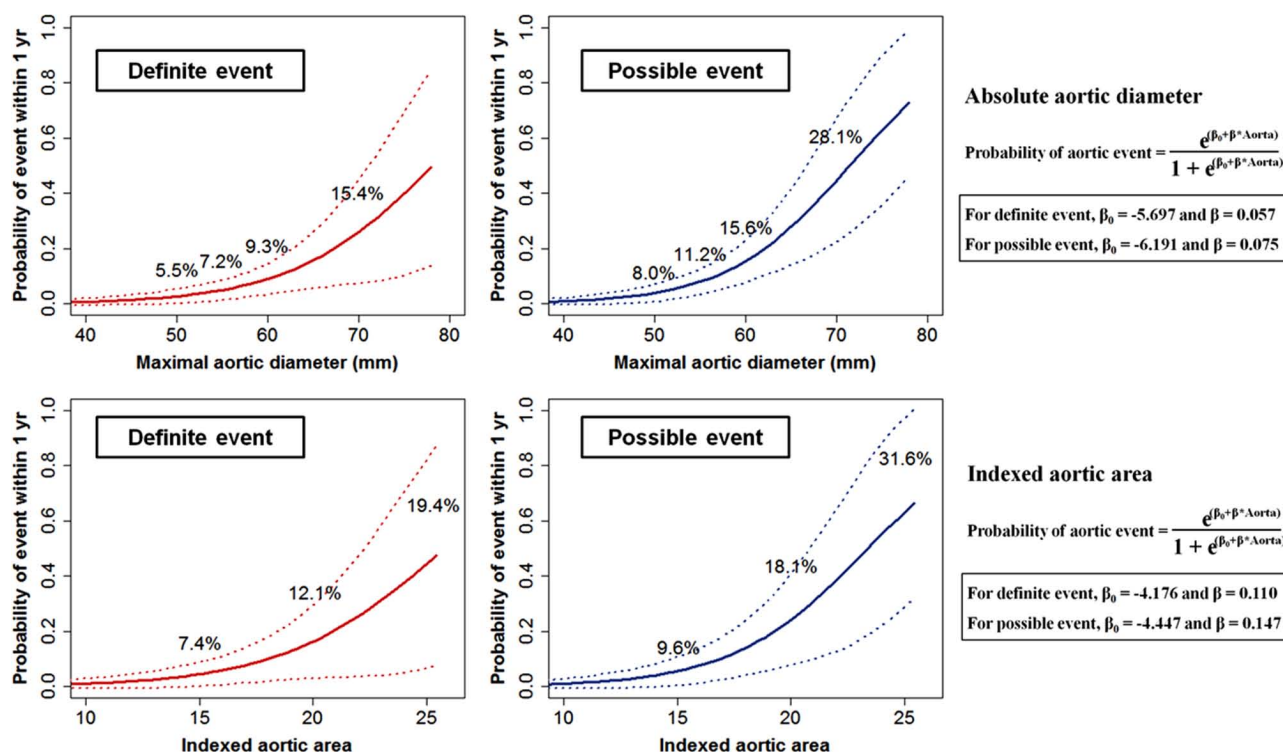 Probability of event within 1 yr
1.0
0.8
0.6
0.4
0.2
0.0
Definite event
5.5%
7.2%
9.3%
15.4%
40 50 60 70 80
Maximal aortic diameter (mm)
Probability of event within 1 yr
1.0
0.8
0.6
0.4
0.2
0.0
Possible event
8.0%
11.2%
15.6%
28.1%
40 50 60 70 80
Maximal aortic diameter (mm)
Absolute aortic diameter
Probability of aortic event = e(β0+β*Aorta) / 1 + e(β0+β*Aorta)
For definite event, β0 = -5.697 and β = 0.057
For possible event, β0 = -6.191 and β = 0.075
Probability of event within 1 yr
1.0
0.8
0.6
0.4
0.2
0.0
Definite event
7.4%
12.1%
19.4%
10 15 20 25
Indexed aortic area
Probability of event within 1 yr
1.0
0.8
0.6
0.4
0.2
0.0
Possible event
9.6%
18.1%
31.6%
10 15 20 25
Indexed aortic area
Indexed aortic area
Probability of aortic event = e(β0+β*Aorta) / 1 + e(β0+β*Aorta)
For definite event, β0 = -4.176 and β = 0.110
For possible event, β0 = -4.447 and β = 0.147